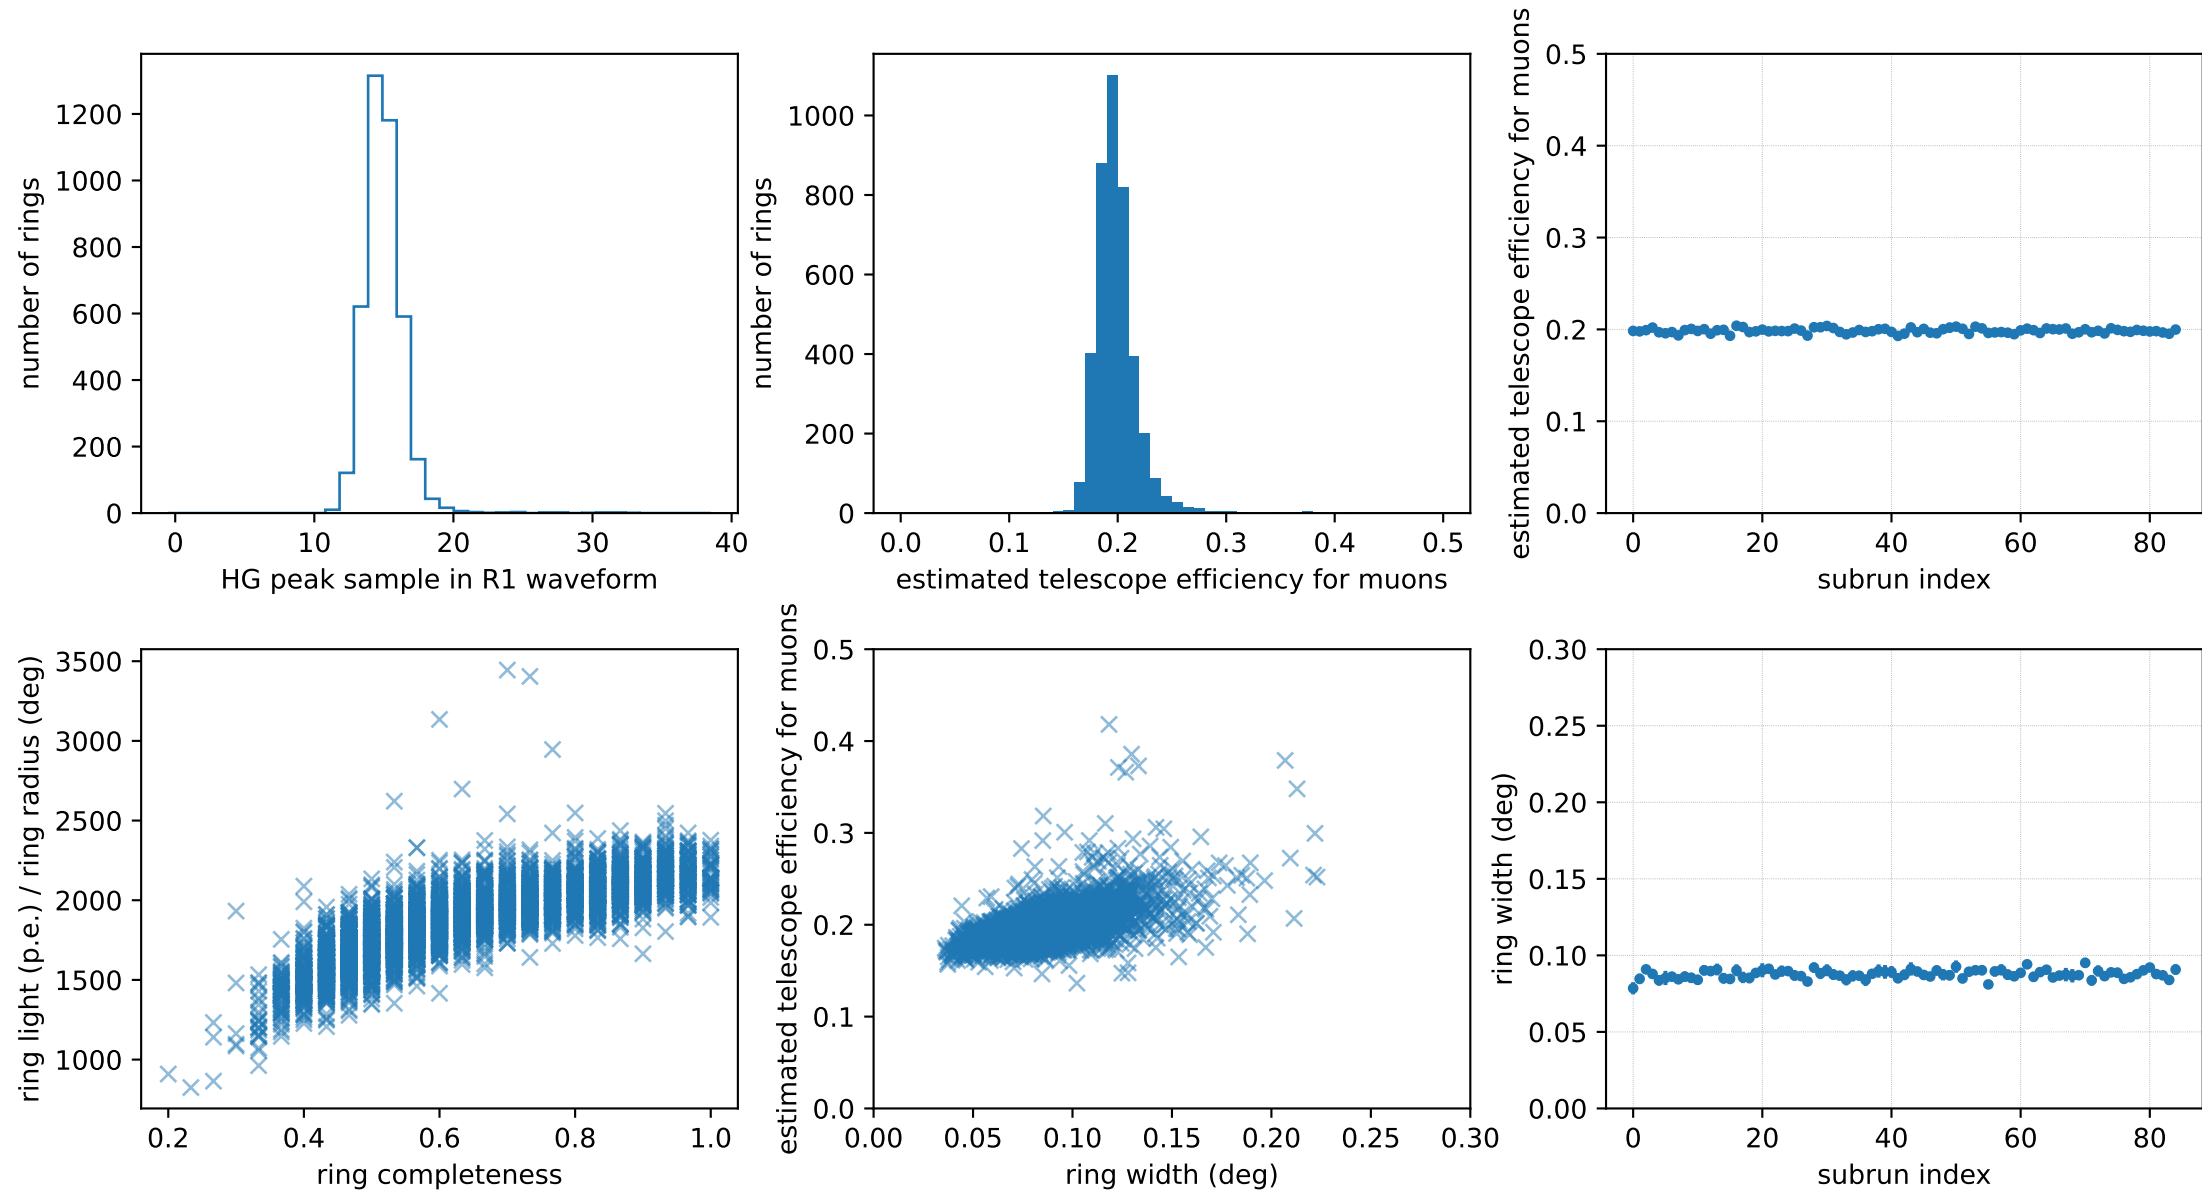 number of rings
1200
1000
800
600
400
200
0
0 10 20 30 40
HG peak sample in R1 waveform
number of rings
1000
800
600
400
200
0
0.0 0.1 0.2 0.3 0.4 0.5
estimated telescope efficiency for muons
estimated telescope efficiency for muons
0.5
0.4
0.3
0.2
0.1
0.0
0 20 40 60 80
subrun index
ring light (p.e.) / ring radius (deg)
3500
3000
2500
2000
1500
1000
0.2 0.4 0.6 0.8 1.0
ring completeness
estimated telescope efficiency for muons
0.5
0.4
0.3
0.2
0.1
0.0
0.00 0.05 0.10 0.15 0.20 0.25 0.30
ring width (deg)
ring width (deg)
0.30
0.25
0.20
0.15
0.10
0.05
0.00
0 20 40 60 80
subrun index